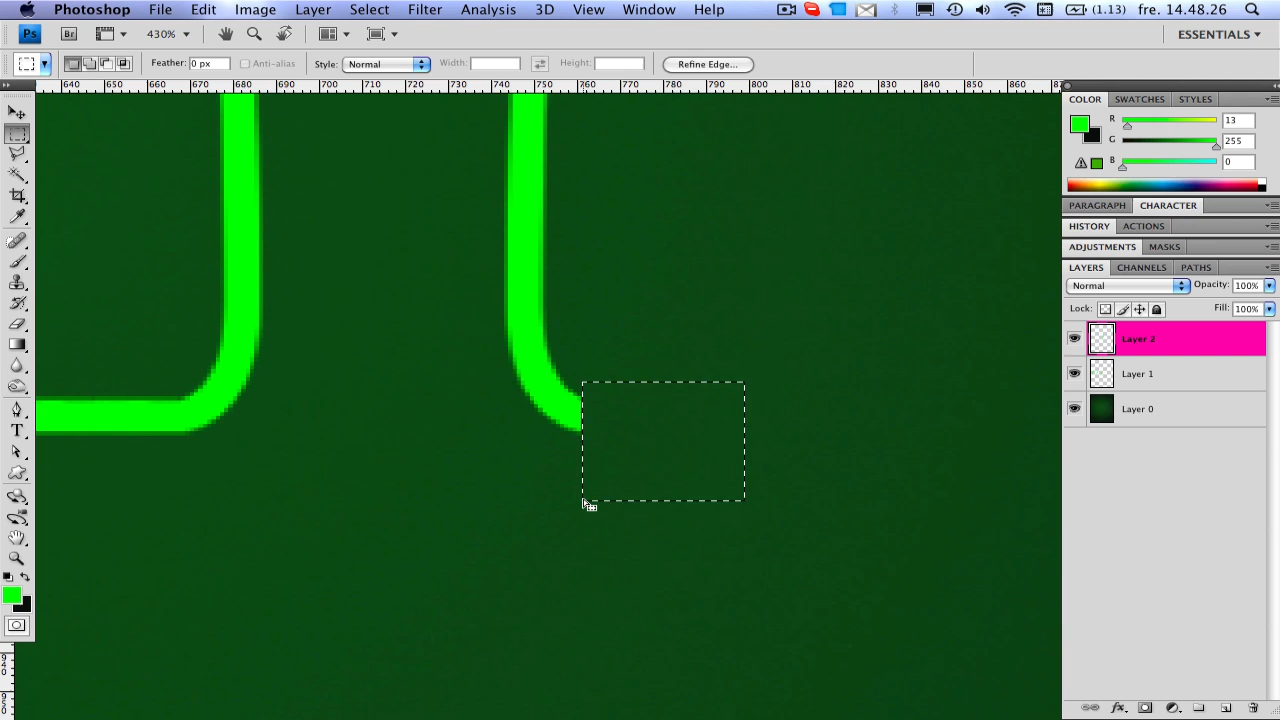 Photoshop File Edit Image Layer Select Filter Analysis 3D View Window Help (1.13) fre. 14.48.26
Ps Br 430% ESSENTIALS
Feather: 0 px Anti-alias Style: Normal Width: Height: Refine Edge...
640 650 660 670 680 690 700 710 720 730 740 750 760 770 780 790 800 810 820 830 840 850 860 87
COLOR SWATCHES STYLES
R 13
G 255
B 0
PARAGRAPH CHARACTER
HISTORY ACTIONS
ADJUSTMENTS MASKS
LAYERS CHANNELS PATHS
Normal Opacity: 100%
Lock: Fill: 100%
Layer 2
Layer 1
Layer 0
T
940
950
fx